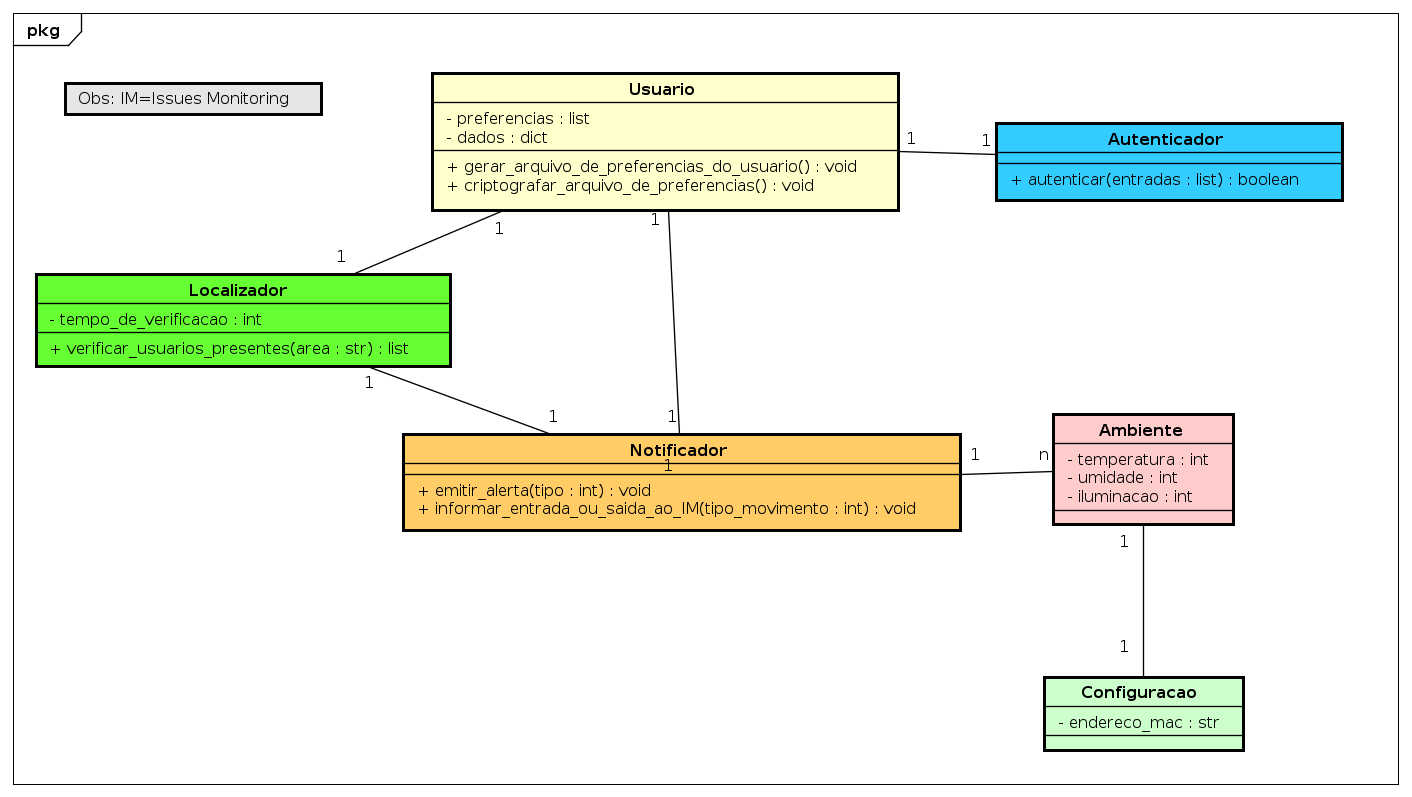 pkg
Obs: IM=Issues Monitoring
Usuario
- preferencias : list
- dados : dict
+ gerar_arquivo_de_preferencias_do_usuario() : void
+ criptografar_arquivo_de_preferencias() : void
1
1
Autenticador
+ autenticar(entradas : list) : boolean
1
1
1
1
Localizador
- tempo_de_verificacao : int
+ verificar_usuarios_presentes(area : str) : list
1
1
1
Notificador
1
+ emitir_alerta(tipo : int) : void
+ informar_entrada_ou_saida_ao_IM(tipo_movimento : int) : void
1
n
Ambiente
- temperatura : int
- umidade : int
- iluminacao : int
1
1
Configuracao
- endereco_mac : str